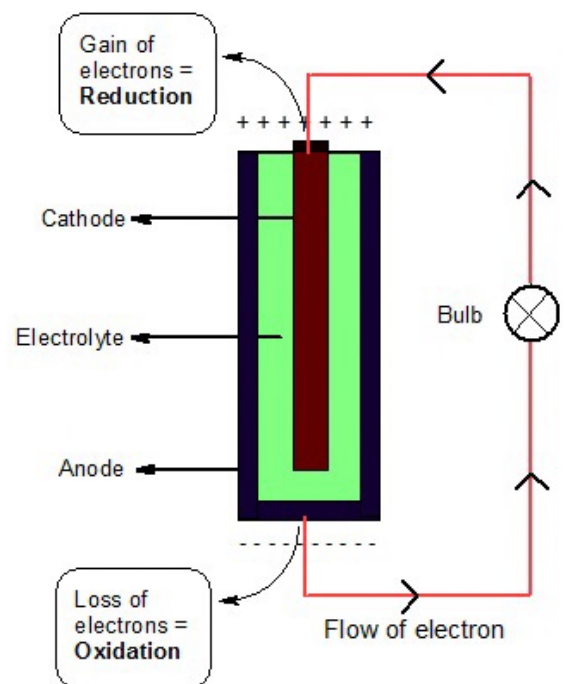 Gain of
electrons =
Reduction
+ + + + + + +
Cathode
Electrolyte
Bulb
Anode
Loss of
electrons =
Oxidation
Flow of electron